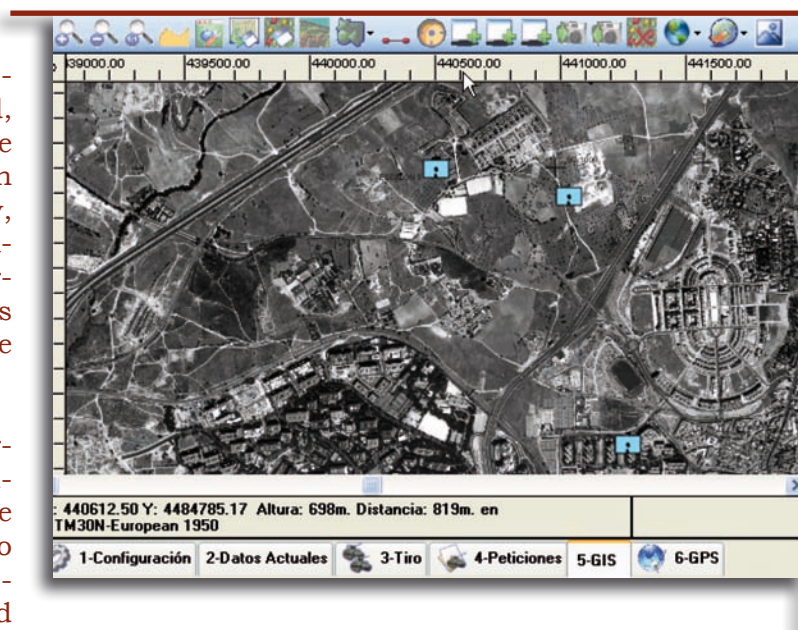 39000.00 439500.00 440000.00 440500.00 441000.00 441500.00
: 440612.50 Y: 4484785.17 Altura: 698m. Distancia: 819m. en
TM30N-European 1950
1-Configuración 2-Datos Actuales 3-Tiro 4-Peticiones 5-GIS 6-GPS